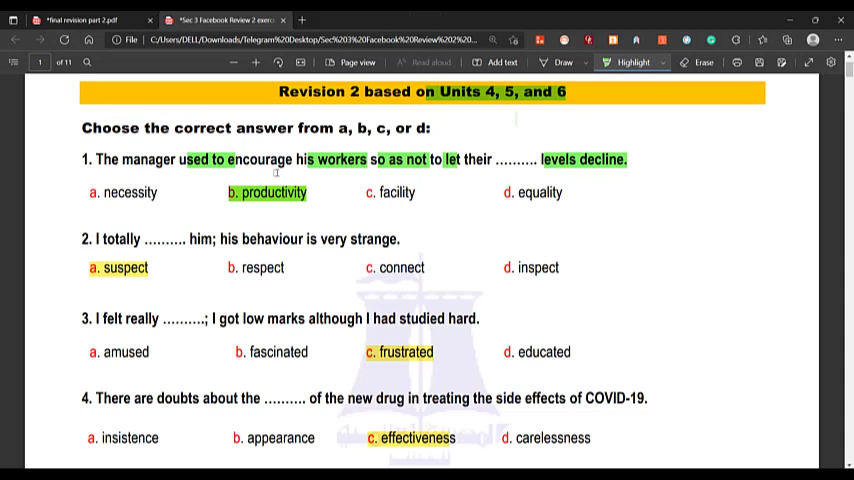 *final revision part 2.pdf
*Sec 3 Facebook Review 2 exerc
File C:/Users/DELL/Downloads/Telegram%20Desktop/Sec%203%20Facebook%20Review%202%20...
1 of 11 Page view Read aloud Add text Draw Highlight Erase
Revision 2 based on Units 4, 5, and 6
Choose the correct answer from a, b, c, or d:
1. The manager used to encourage his workers so as not to let their .......... levels decline.
a. necessity b. productivity c. facility d. equality
2. I totally .......... him; his behaviour is very strange.
a. suspect b. respect c. connect d. inspect
3. I felt really ..........; I got low marks although I had studied hard.
a. amused b. fascinated c. frustrated d. educated
4. There are doubts about the .......... of the new drug in treating the side effects of COVID-19.
a. insistence b. appearance c. effectiveness d. carelessness